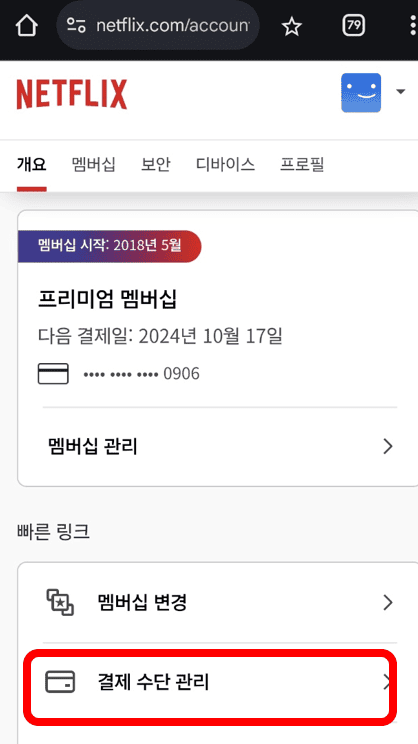 netflix.com/accoun
79
NETFLIX
개요 멤버십 보안 디바이스 프로필
멤버십 시작: 2018년 5월
프리미엄 멤버십
다음 결제일: 2024년 10월 17일
•••• •••• •••• 0906
멤버십 관리
빠른 링크
멤버십 변경
결제 수단 관리